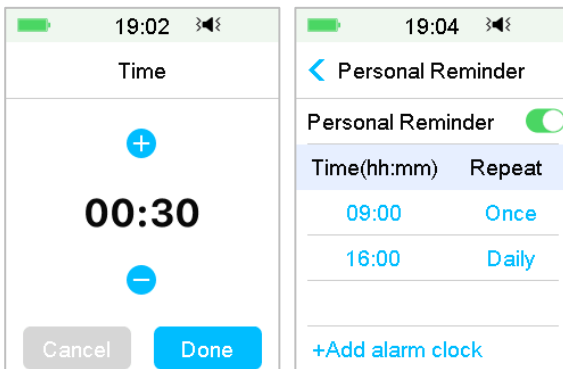 19:02
Time
00:30
Cancel Done
19:04
Personal Reminder
Personal Reminder
Time(hh:mm) Repeat
09:00 Once
16:00 Daily
+Add alarm clock